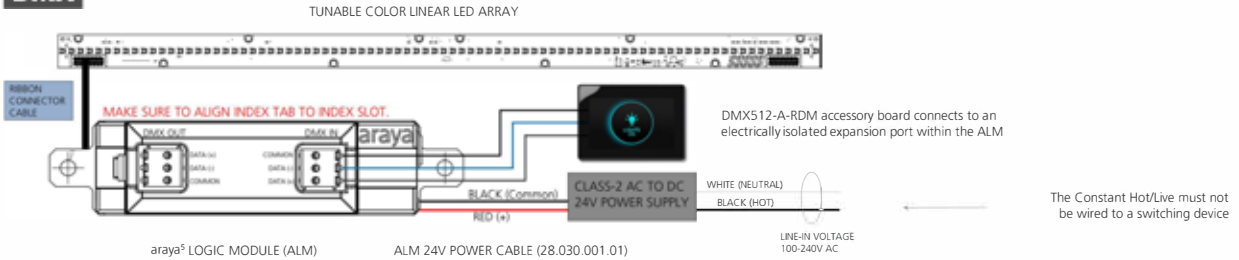 DMX
TUNABLE COLOR LINEAR LED ARRAY
RIBBON
CONNECTOR
CABLE
MAKE SURE TO ALIGN INDEX TAB TO INDEX SLOT.
DMX OUT
DMX IN
araya
DATA (+)
DATA (-)
COMMON
COMMON
DATA (-)
DATA (+)
DMX512-A-RDM accessory board connects to an
electrically isolated expansion port within the ALM
BLACK (Common)
RED (+)
CLASS-2 AC TO DC
24V POWER SUPPLY
WHITE (NEUTRAL)
BLACK (HOT)
The Constant Hot/Live must not
be wired to a switching device
LINE-IN VOLTAGE
100-240V AC
araya⁵ LOGIC MODULE (ALM)
ALM 24V POWER CABLE (28.030.001.01)